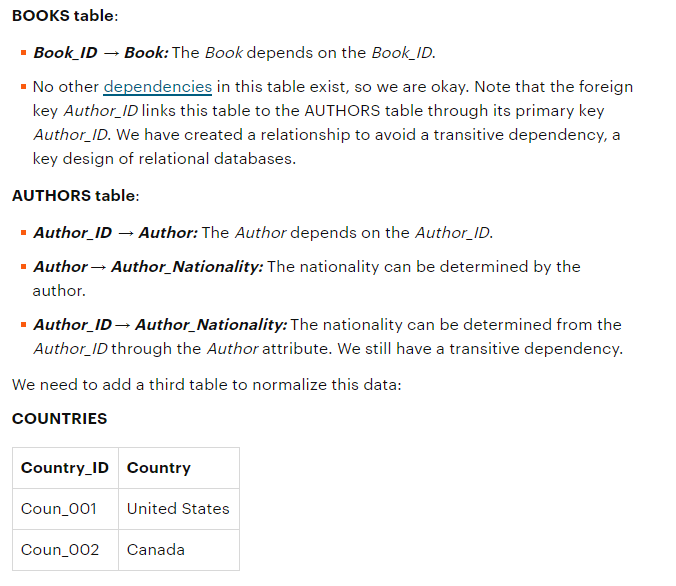 BOOKS table:
▪ Book_ID → Book: The Book depends on the Book_ID.
▪ No other dependencies in this table exist, so we are okay. Note that the foreign
key Author_ID links this table to the AUTHORS table through its primary key
Author_ID. We have created a relationship to avoid a transitive dependency, a
key design of relational databases.
AUTHORS table:
▪ Author_ID → Author: The Author depends on the Author_ID.
▪ Author → Author_Nationality: The nationality can be determined by the
author.
▪ Author_ID → Author_Nationality: The nationality can be determined from the
Author_ID through the Author attribute. We still have a transitive dependency.
We need to add a third table to normalize this data:
COUNTRIES
Country_ID Country
Coun_001 United States
Coun_002 Canada